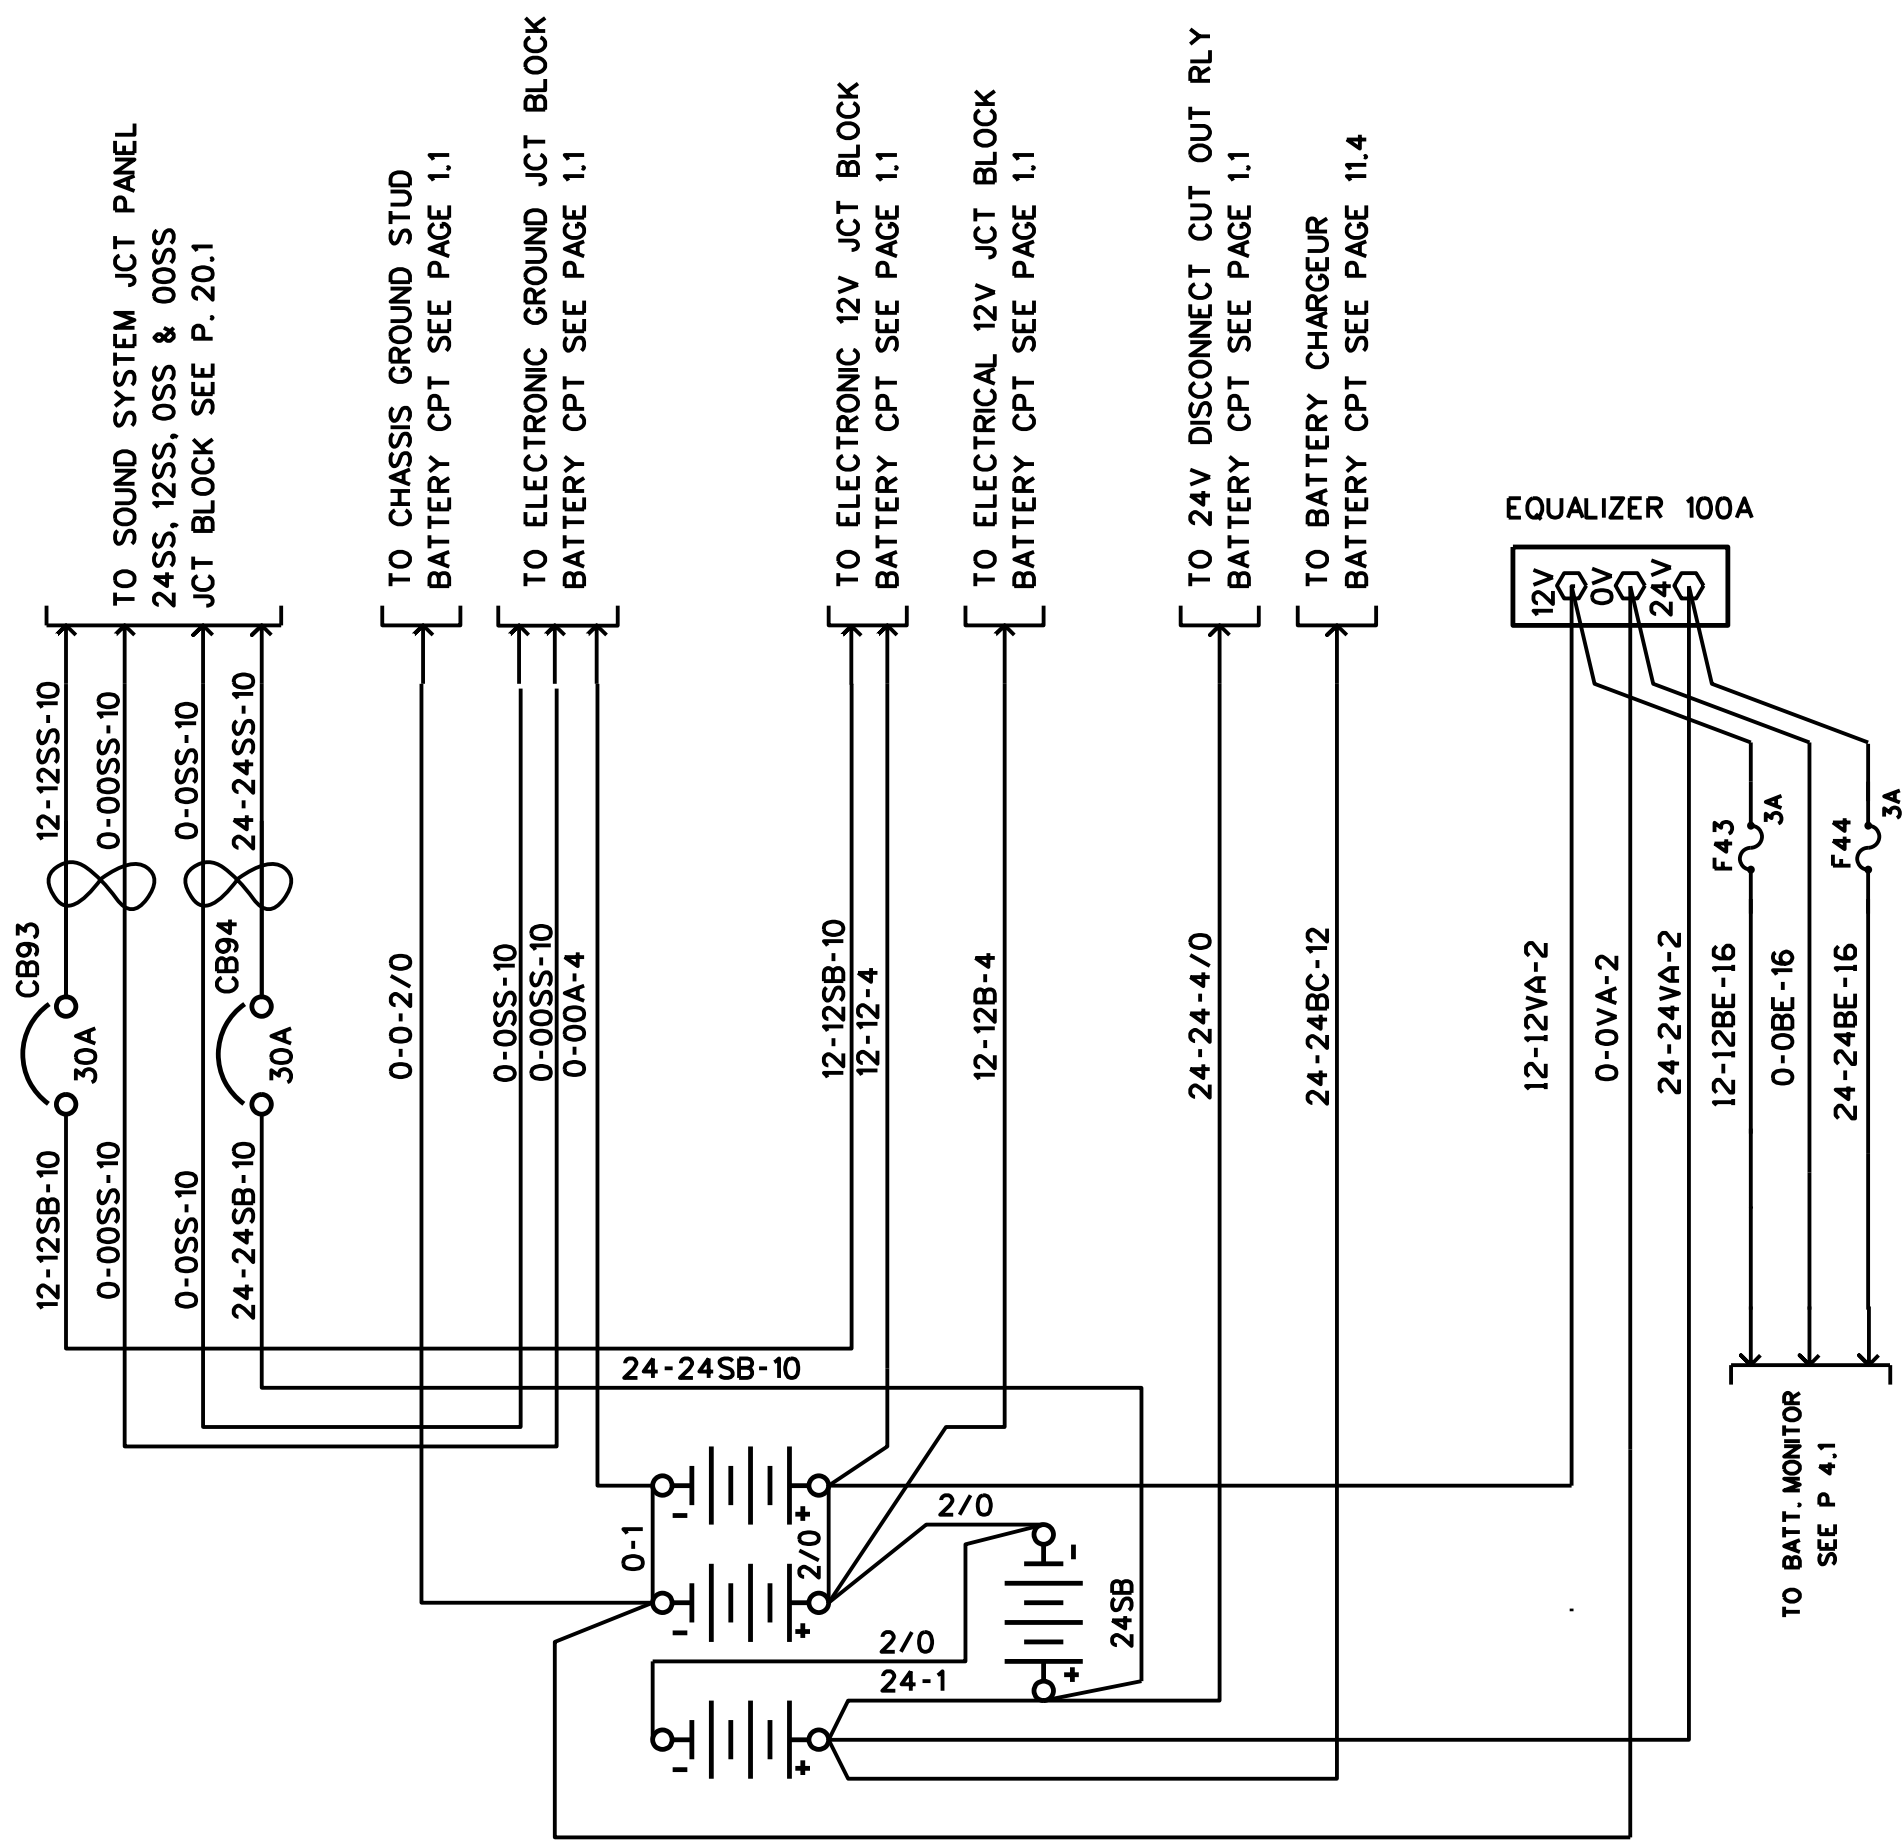 TO SOUND SYSTEM JCT PANEL
24SS, 12SS, 0SS & 00SS
JCT BLOCK SEE P. 20.1
TO CHASSIS GROUND STUD
BATTERY CPT SEE PAGE 1.1
TO ELECTRONIC GROUND JCT BLOCK
BATTERY CPT SEE PAGE 1.1
TO ELECTRONIC 12V JCT BLOCK
BATTERY CPT SEE PAGE 1.1
TO ELECTRICAL 12V JCT BLOCK
BATTERY CPT SEE PAGE 1.1
TO 24V DISCONNECT CUT OUT RLY
BATTERY CPT SEE PAGE 1.1
TO BATTERY CHARGEUR
BATTERY CPT SEE PAGE 11.4
EQUALIZER 100A
12V
0V
24V
12-12SS-10
0-00SS-10
0-0SS-10
24-24SS-10
F43
3A
F44
3A
CB93
30A
CB94
30A
0-0-2/0
0-0SS-10
0-00SS-10
0-00A-4
12-12SB-10
12-12-4
12-12B-4
24-24-4/0
24-24BC-12
12-12VA-2
0-0VA-2
24-24VA-2
12-12BE-16
0-0BE-16
24-24BE-16
12-12SB-10
0-00SS-10
0-0SS-10
24-24SB-10
24-24SB-10
TO BATT. MONITOR
SEE P 4.1
-
+
0-1
2/0
2/0
-
-
+
24SB
2/0
24-1
+
-
+